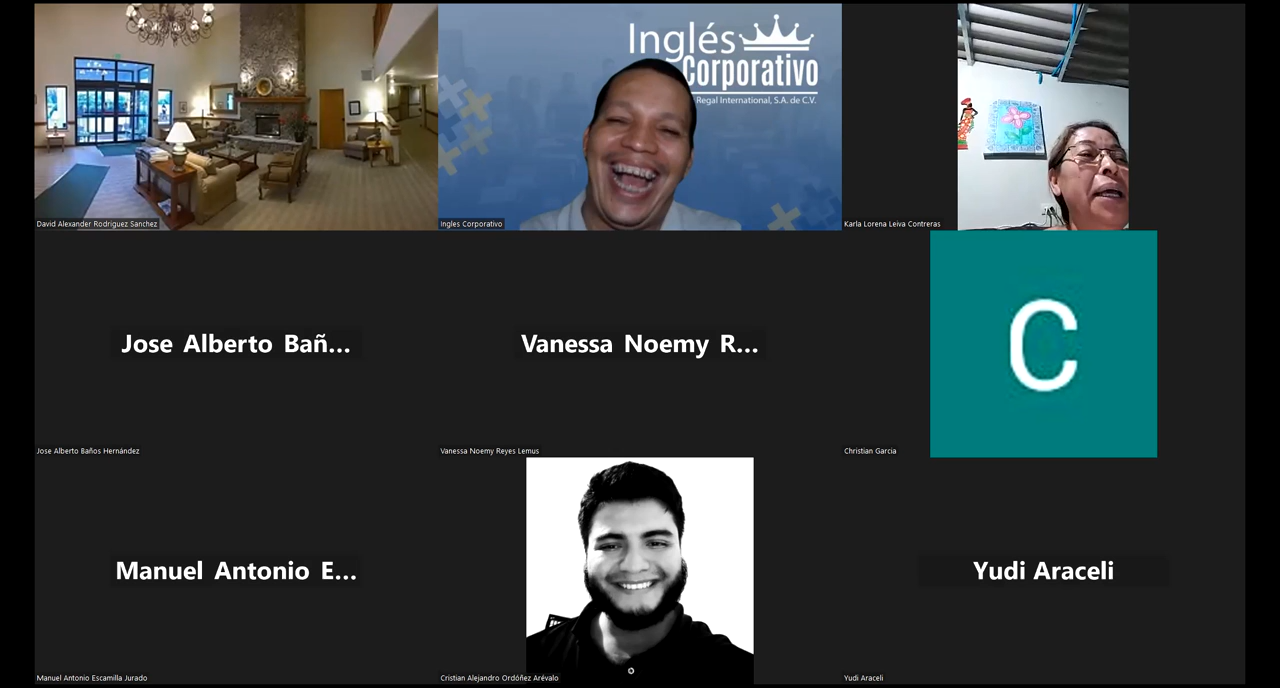 Inglés
Corporativo
Regal International, S.A. de C.V.
David Alexander Rodriguez Sanchez
Ingles Corporativo
Karla Lorena Leiva Contreras
Jose Alberto Bañ...
Vanessa Noemy R...
C
Jose Alberto Baños Hernández
Vanessa Noemy Reyes Lemus
Christian Garcia
Manuel Antonio E...
Yudi Araceli
Manuel Antonio Escamilla Jurado
Cristian Alejandro Ordóñez Arévalo
Yudi Araceli